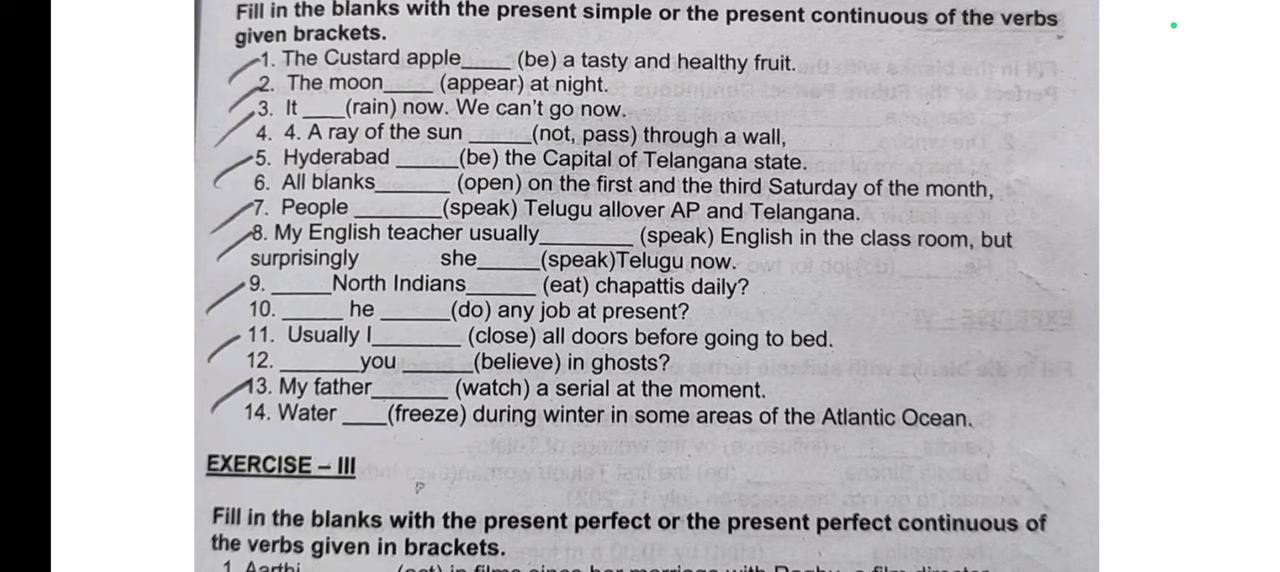 Fill in the blanks with the present simple or the present continuous of the verbs
given brackets.
1. The Custard apple____ (be) a tasty and healthy fruit.
2. The moon____ (appear) at night.
3. It ____(rain) now. We can't go now.
4. 4. A ray of the sun _____(not, pass) through a wall,
5. Hyderabad _____(be) the Capital of Telangana state.
6. All blanks______ (open) on the first and the third Saturday of the month,
7. People _______(speak) Telugu allover AP and Telangana.
8. My English teacher usually________ (speak) English in the class room, but
surprisingly she_____(speak)Telugu now.
9. _____North Indians______ (eat) chapattis daily?
10. _____ he ______(do) any job at present?
11. Usually I________ (close) all doors before going to bed.
12. _______you ______(believe) in ghosts?
13. My father_______ (watch) a serial at the moment.
14. Water ____(freeze) during winter in some areas of the Atlantic Ocean.
EXERCISE – III
Fill in the blanks with the present perfect or the present perfect continuous of
the verbs given in brackets.
1. Aarthi